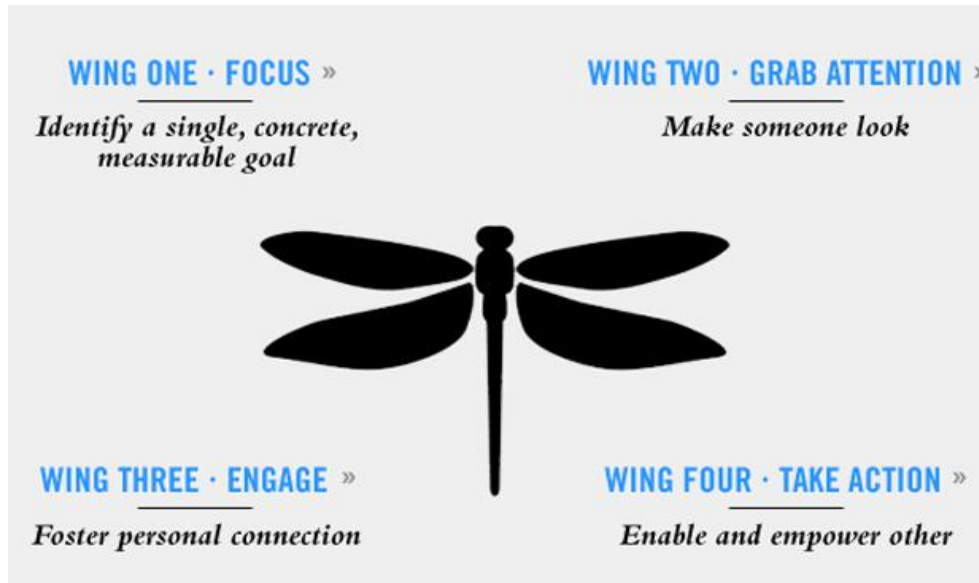 WING ONE · FOCUS »
Identify a single, concrete,
measurable goal
WING TWO · GRAB ATTENTION »
Make someone look
WING THREE · ENGAGE »
Foster personal connection
WING FOUR · TAKE ACTION »
Enable and empower other